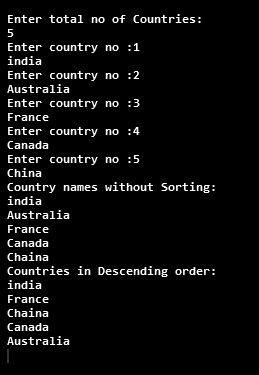 Enter total no of Countries:
5
Enter country no :1
india
Enter country no :2
Australia
Enter country no :3
France
Enter country no :4
Canada
Enter country no :5
China
Country names without Sorting:
india
Australia
France
Canada
Chaina
Countries in Descending order:
india
France
Chaina
Canada
Australia